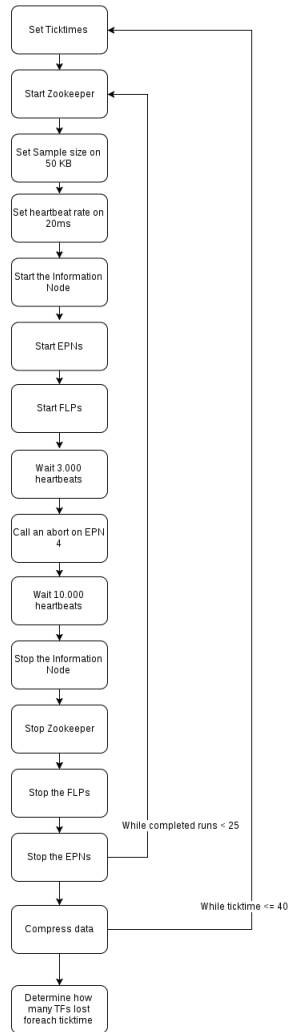 Set Ticktimes
Start Zookeeper
Set Sample size on
50 KB
Set heartbeat rate on
20ms
Start the Information
Node
Start EPNs
Start FLPs
Wait 3.000
heartbeats
Call an abort on EPN
4
Wait 10.000
heartbeats
Stop the Information
Node
Stop Zookeeper
Stop the FLPs
While completed runs < 25
Stop the EPNs
While ticktime <= 40
Compress data
Determine how
many TFs lost
foreach ticktime